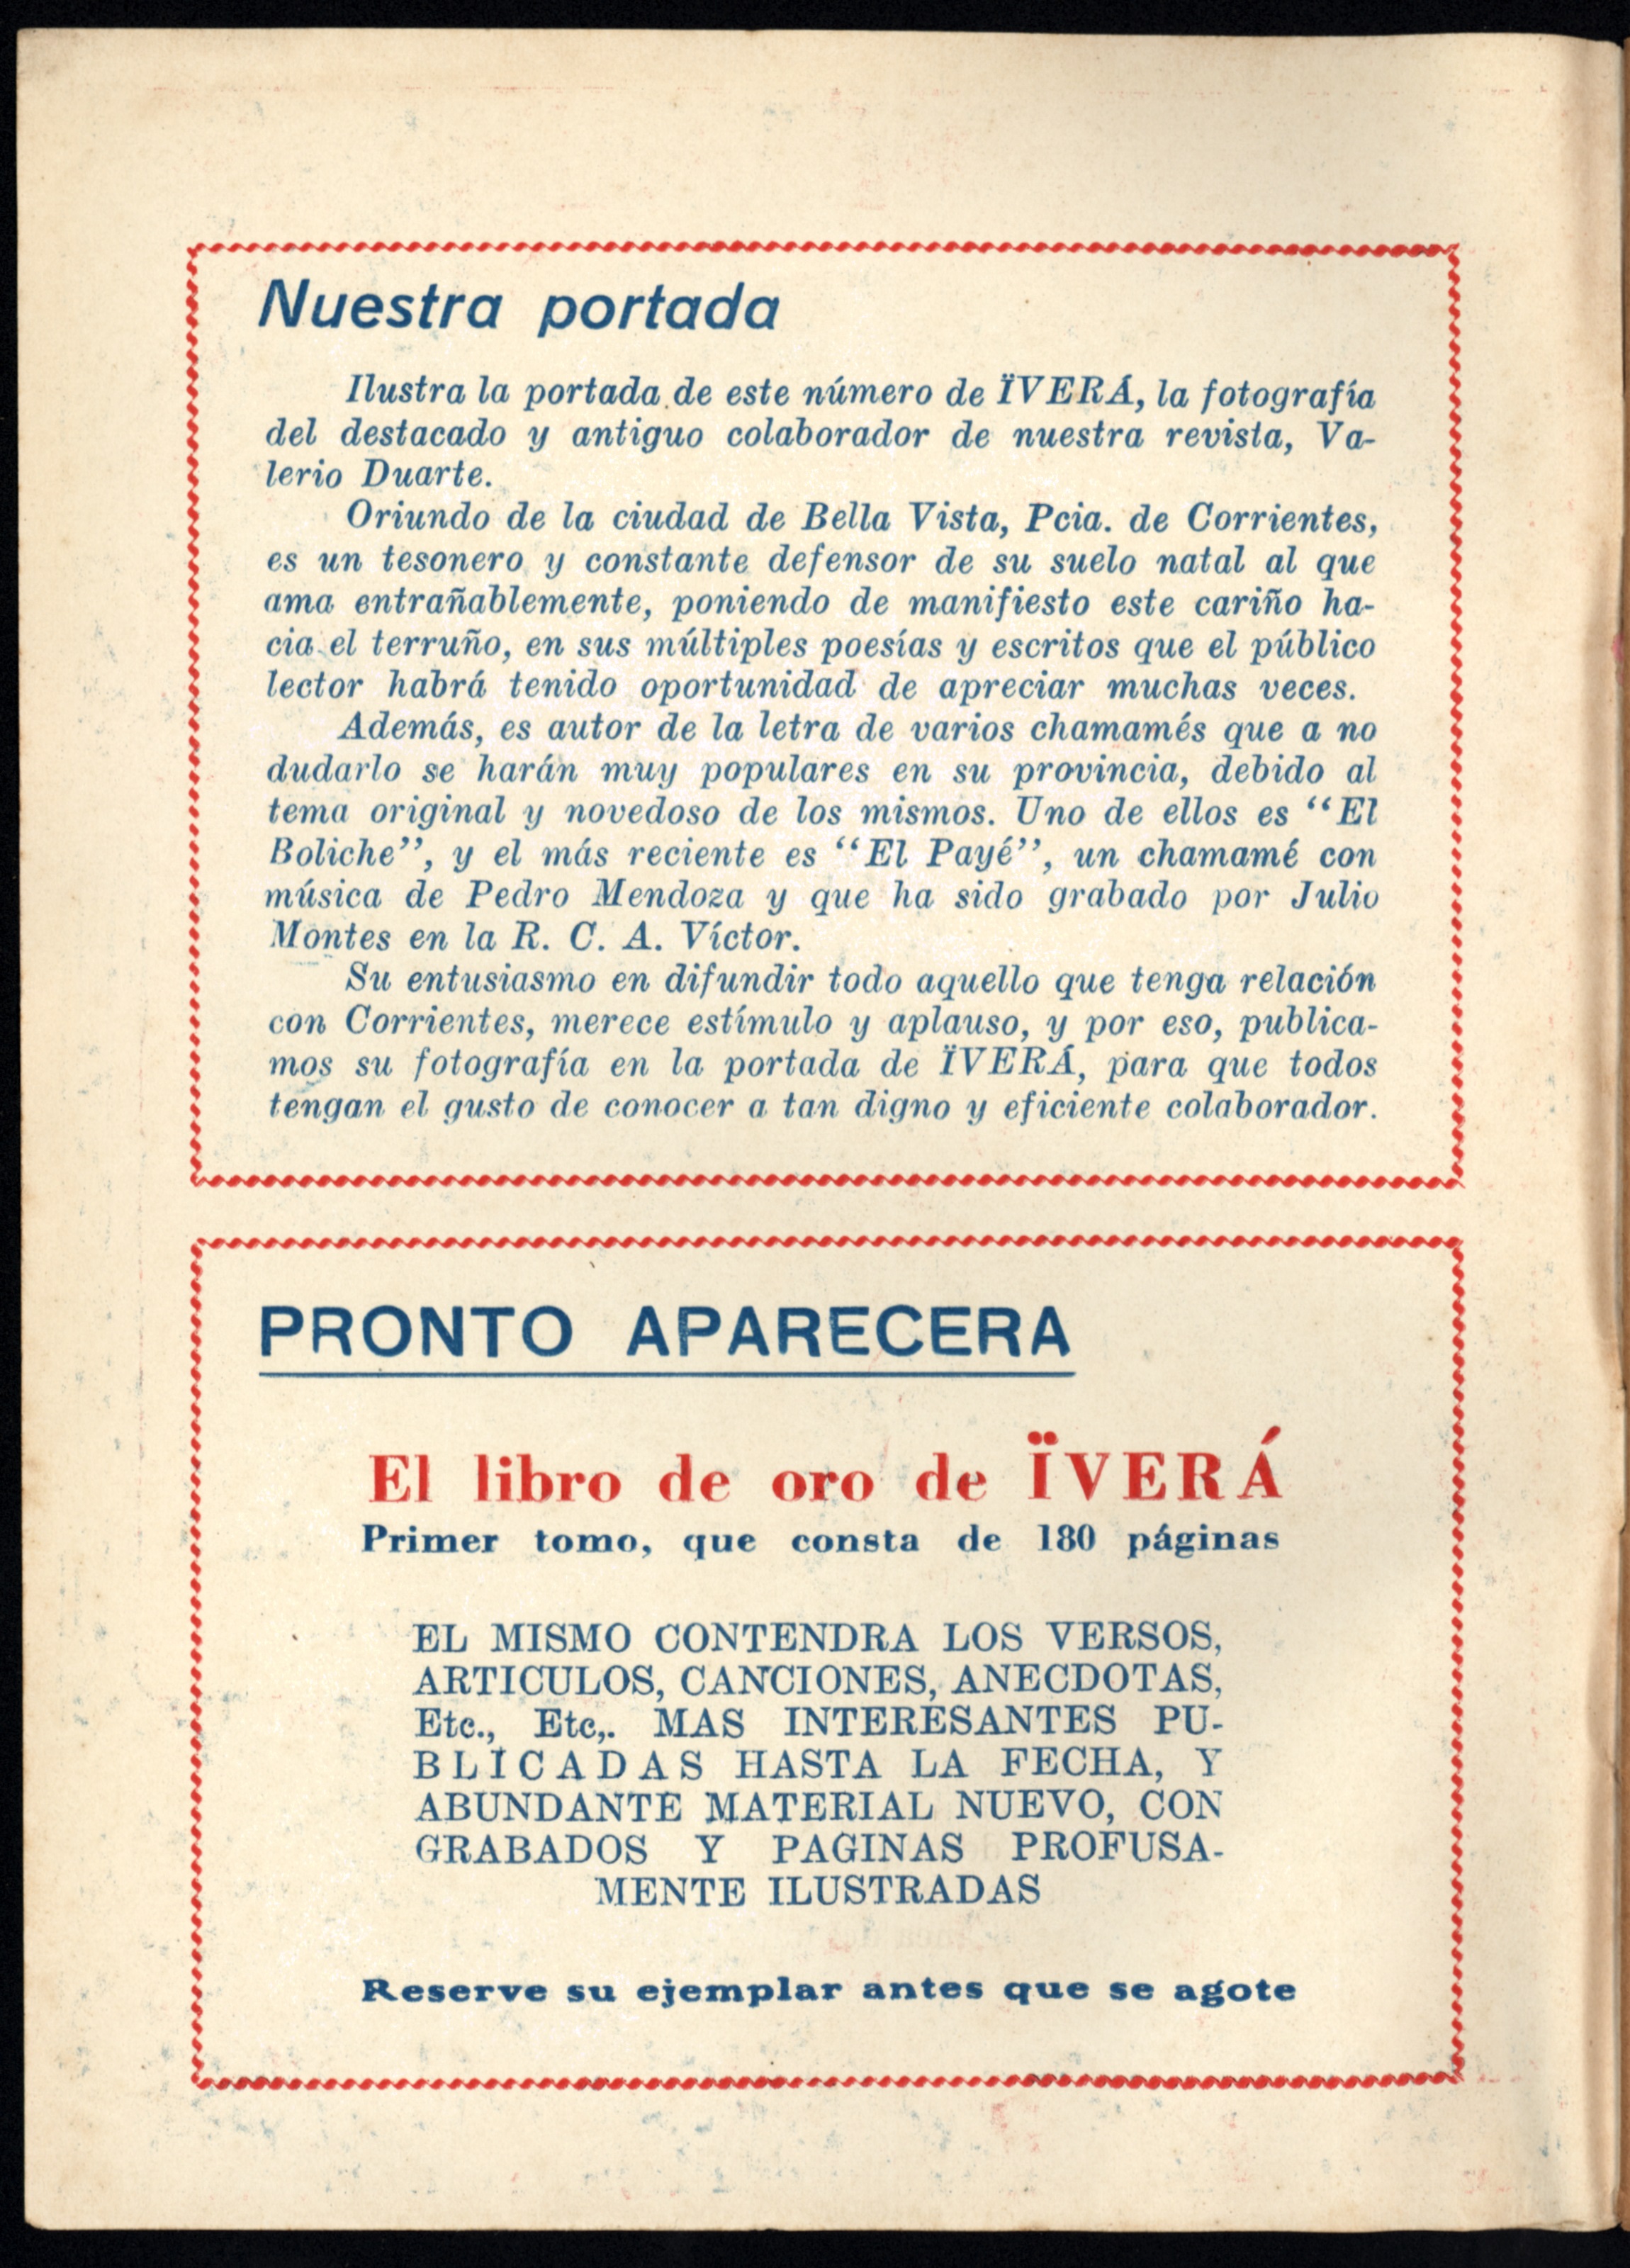 Nuestra portada
Ilustra la portada de este número de ÏVERÁ, la fotografía
del destacado y antiguo colaborador de nuestra revista, Va-
lerio Duarte.
Oriundo de la ciudad de Bella Vista, Pcia. de Corrientes,
es un tesonero y constante defensor de su suelo natal al que
ama entrañablemente, poniendo de manifiesto este cariño ha-
cia el terruño, en sus múltiples poesías y escritos que el público
lector habrá tenido oportunidad de apreciar muchas veces.
Además, es autor de la letra de varios chamamés que a no
dudarlo se harán muy populares en su provincia, debido al
tema original y novedoso de los mismos. Uno de ellos es "El
Boliche", y el más reciente es "El Payé", un chamamé con
música de Pedro Mendoza y que ha sido grabado por Julio
Montes en la R. C. A. Víctor.
Su entusiasmo en difundir todo aquello que tenga relación
con Corrientes, merece estímulo y aplauso, y por eso, publica-
mos su fotografía en la portada de ÏVERÁ, para que todos
tengan el gusto de conocer a tan digno y eficiente colaborador.
PRONTO APARECERA
El libro de oro de ÏVERÁ
Primer tomo, que consta de 180 páginas
EL MISMO CONTENDRA LOS VERSOS,
ARTICULOS, CANCIONES, ANECDOTAS,
Etc., Etc,. MAS INTERESANTES PU-
BLICADAS HASTA LA FECHA, Y
ABUNDANTE MATERIAL NUEVO, CON
GRABADOS Y PAGINAS PROFUSA-
MENTE ILUSTRADAS
Reserve su ejemplar antes que se agote